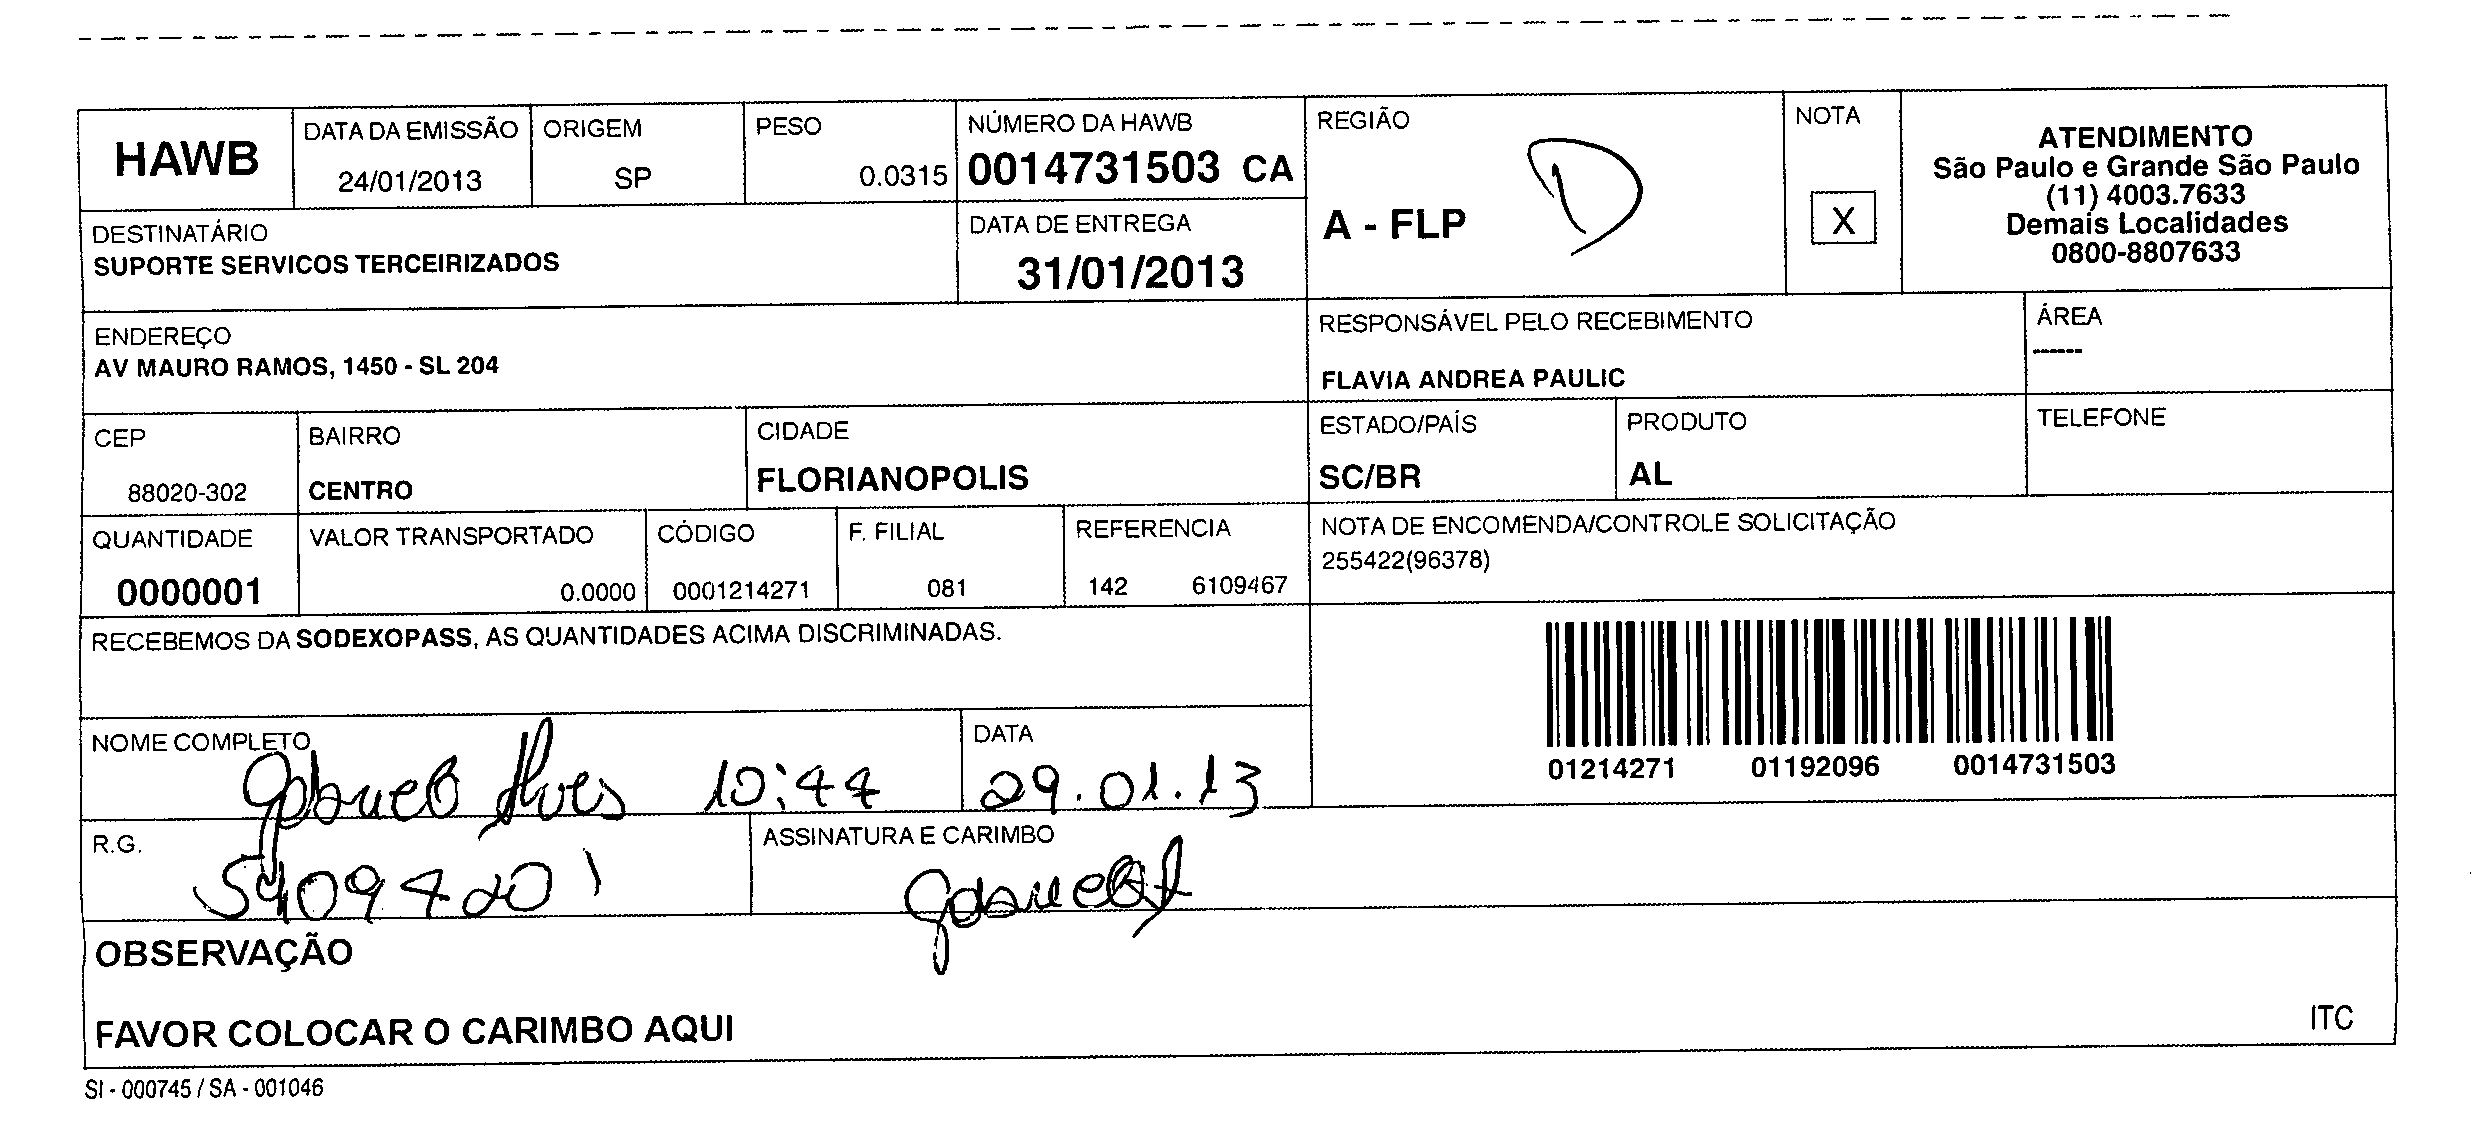 HAWB
DATA DA EMISSÃO
24/01/2013
ORIGEM
SP
PESO
0.0315
NÚMERO DA HAWB
0014731503 CA
REGIÃO
A - FLP
D
NOTA
X
ATENDIMENTO
São Paulo e Grande São Paulo
(11) 4003.7633
Demais Localidades
0800-8807633
DESTINATÁRIO
SUPORTE SERVICOS TERCEIRIZADOS
DATA DE ENTREGA
31/01/2013
ENDEREÇO
AV MAURO RAMOS, 1450 - SL 204
RESPONSÁVEL PELO RECEBIMENTO
FLAVIA ANDREA PAULIC
ÁREA
------
CEP
88020-302
BAIRRO
CENTRO
CIDADE
FLORIANOPOLIS
ESTADO/PAÍS
SC/BR
PRODUTO
AL
TELEFONE
QUANTIDADE
0000001
VALOR TRANSPORTADO
0.0000
CÓDIGO
0001214271
F. FILIAL
081
REFERENCIA
142 6109467
NOTA DE ENCOMENDA/CONTROLE SOLICITAÇÃO
255422(96378)
RECEBEMOS DA SODEXOPASS, AS QUANTIDADES ACIMA DISCRIMINADAS.
01214271 01192096 0014731503
NOME COMPLETO
Gabriel Alves 10:44
DATA
29.01.13
R.G.
5909420 1
ASSINATURA E CARIMBO
Gabriel A
OBSERVAÇÃO
FAVOR COLOCAR O CARIMBO AQUI
ITC
SI - 000745 / SA - 001046